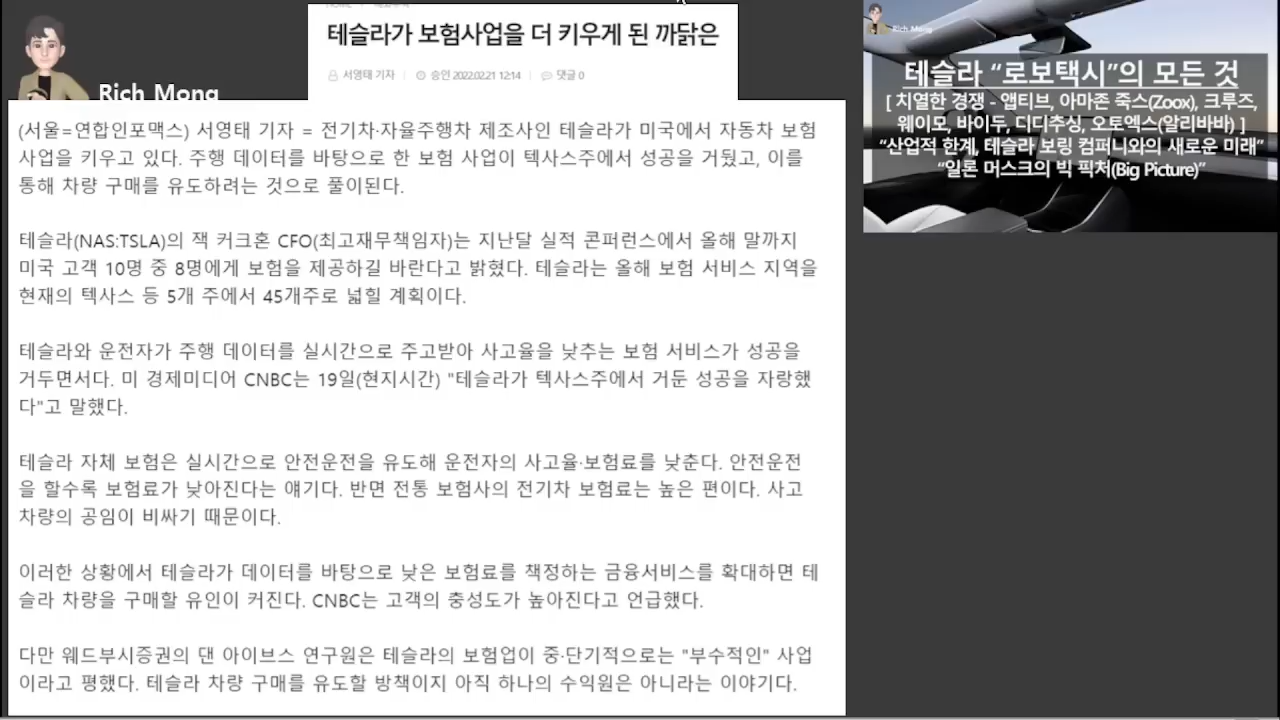 테슬라가 보험사업을 더 키우게 된 까닭은
서영태 기자
승인 2022.02.21 12:14
댓글 0
Rich Mong
(서울=연합인포맥스) 서영태 기자 = 전기차·자율주행차 제조사인 테슬라가 미국에서 자동차 보험
사업을 키우고 있다. 주행 데이터를 바탕으로 한 보험 사업이 텍사스주에서 성공을 거뒀고, 이를
통해 차량 구매를 유도하려는 것으로 풀이된다.
테슬라(NAS:TSLA)의 잭 커크혼 CFO(최고재무책임자)는 지난달 실적 콘퍼런스에서 올해 말까지
미국 고객 10명 중 8명에게 보험을 제공하길 바란다고 밝혔다. 테슬라는 올해 보험 서비스 지역을
현재의 텍사스 등 5개 주에서 45개주로 넓힐 계획이다.
테슬라와 운전자가 주행 데이터를 실시간으로 주고받아 사고율을 낮추는 보험 서비스가 성공을
거두면서다. 미 경제미디어 CNBC는 19일(현지시간) "테슬라가 텍사스주에서 거둔 성공을 자랑했
다"고 말했다.
테슬라 자체 보험은 실시간으로 안전운전을 유도해 운전자의 사고율·보험료를 낮춘다. 안전운전
을 할수록 보험료가 낮아진다는 얘기다. 반면 전통 보험사의 전기차 보험료는 높은 편이다. 사고
차량의 공임이 비싸기 때문이다.
이러한 상황에서 테슬라가 데이터를 바탕으로 낮은 보험료를 책정하는 금융서비스를 확대하면 테
슬라 차량을 구매할 유인이 커진다. CNBC는 고객의 충성도가 높아진다고 언급했다.
다만 웨드부시증권의 댄 아이브스 연구원은 테슬라의 보험업이 중·단기적으로는 "부수적인" 사업
이라고 평했다. 테슬라 차량 구매를 유도할 방책이지 아직 하나의 수익원은 아니라는 이야기다.
Rich Mong
테슬라 “로보택시”의 모든 것
[ 치열한 경쟁 - 앱티브, 아마존 죽스(Zoox), 크루즈,
웨이모, 바이두, 디디추싱, 오토엑스(알리바바) ]
“산업적 한계, 테슬라 보링 컴퍼니와의 새로운 미래”
“일론 머스크의 빅 픽처(Big Picture)”